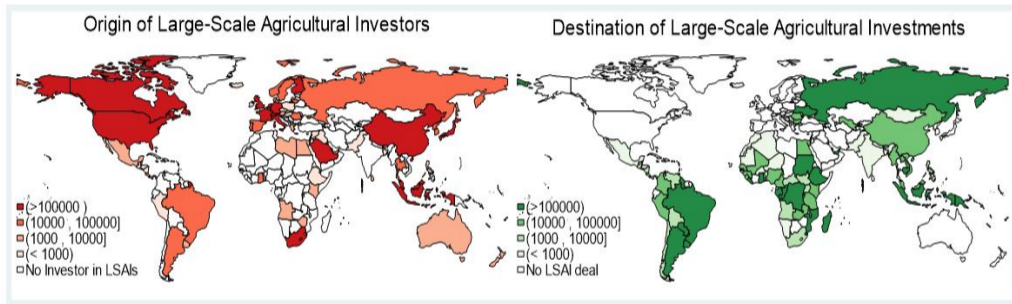 Origin of Large-Scale Agricultural Investors
(>100000 )
(10000 , 100000]
(1000 , 10000]
(< 1000)
No Investor in LSAIs
Destination of Large-Scale Agricultural Investments
(>100000)
(10000 , 100000]
(1000 , 10000]
(< 1000)
No LSAI deal